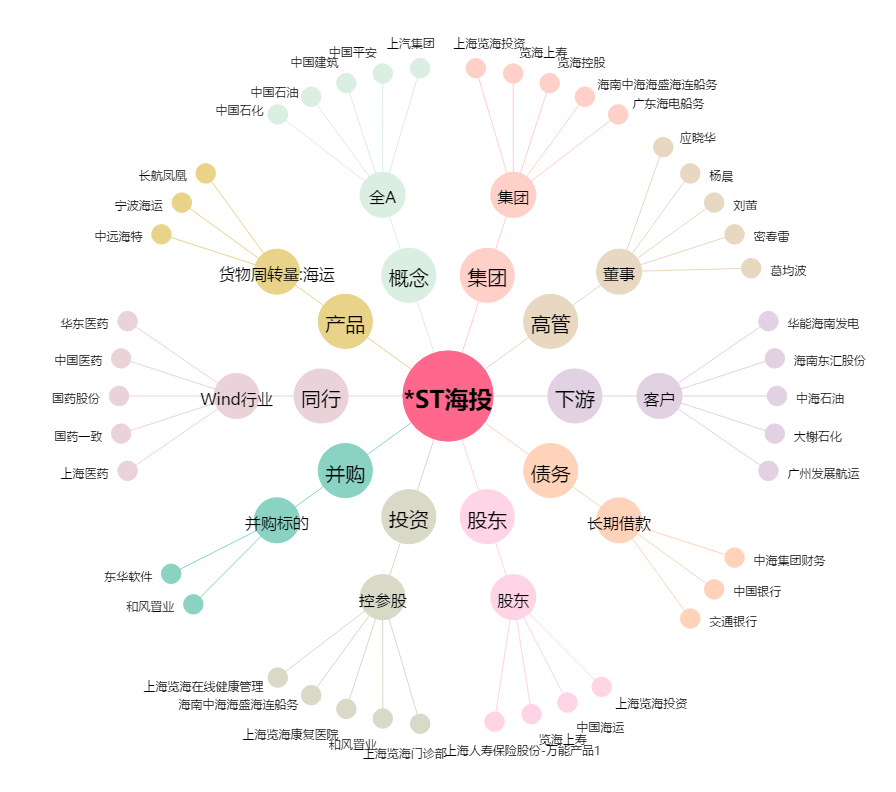 上汽集团
上海览海投资
中国平安
览海上寿
中国建筑
览海控股
海南中海海盛海连船务
中国石油
广东海电船务
中国石化
应晓华
长航凤凰
杨晨
全A
集团
宁波海运
刘苗
中远海特
密春雷
货物周转量:海运
概念
集团
董事
葛均波
产品
高管
华东医药
华能海南发电
中国医药
海南东汇股份
国药股份
Wind行业
同行
*ST海投
下游
客户
中海石油
国药一致
大榭石化
上海医药
并购
债务
广州发展航运
并购标的
投资
股东
长期借款
中海集团财务
东华软件
中国银行
和风置业
控参股
股东
交通银行
上海览海在线健康管理
海南中海海盛海连船务
上海览海投资
上海览海康复医院
中国海运
和风置业
览海上寿
上海览海门诊部
上海人寿保险股份-万能产品1